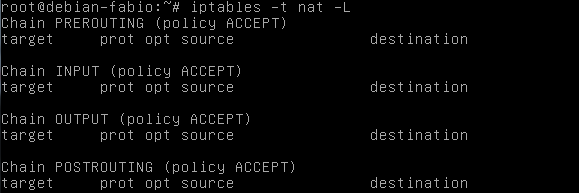 root@debian-fabio:~# iptables -t nat -L
Chain PREROUTING (policy ACCEPT)
target     prot opt source               destination
Chain INPUT (policy ACCEPT)
target     prot opt source               destination
Chain OUTPUT (policy ACCEPT)
target     prot opt source               destination
Chain POSTROUTING (policy ACCEPT)
target     prot opt source               destination